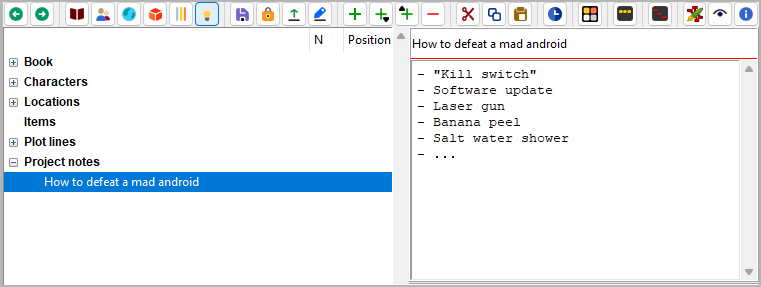 N Position
Book
Characters
Locations
Items
Plot lines
Project notes
How to defeat a mad android
How to defeat a mad android
- "Kill switch"
- Software update
- Laser gun
- Banana peel
- Salt water shower
- ...